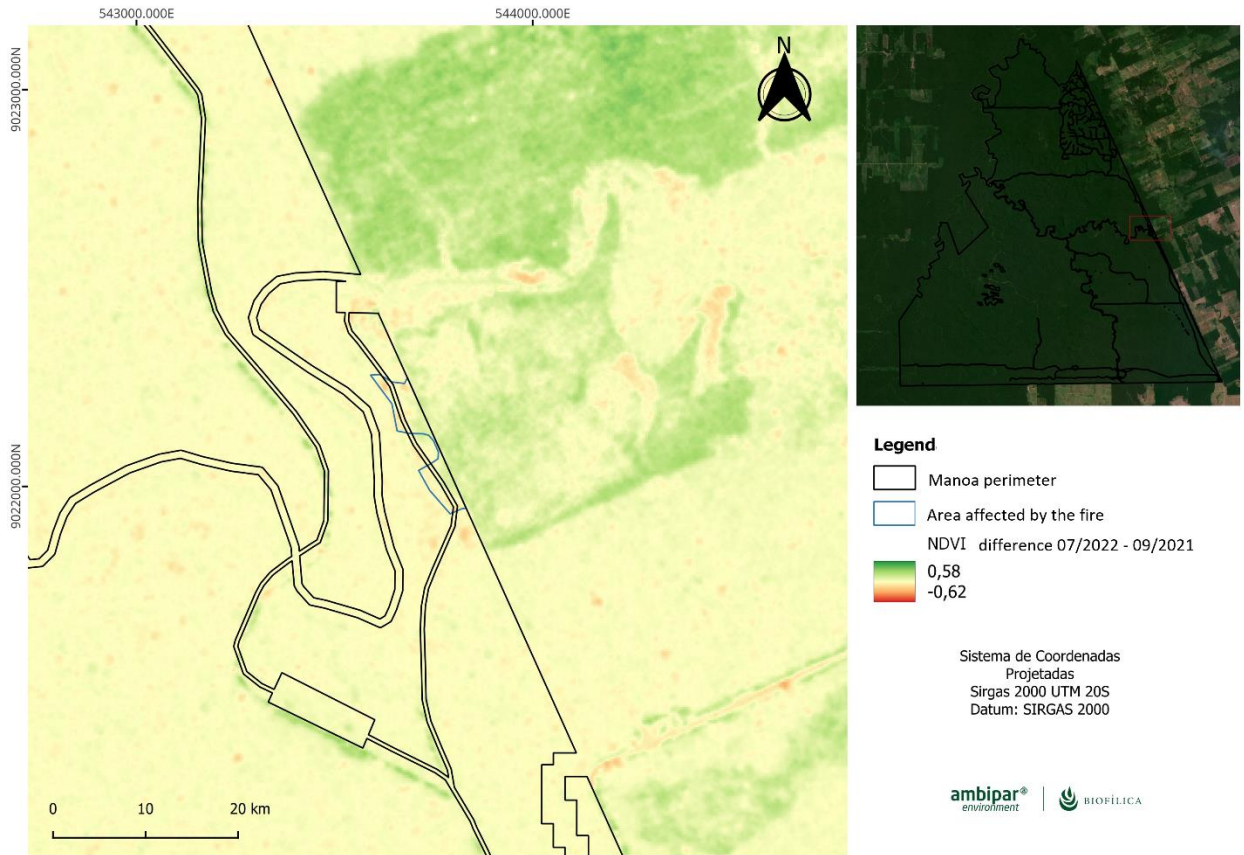 543000.000E
544000.000E
9023000.000N
9022000.000N
N
0 10 20 km
Legend
Manoa perimeter
Area affected by the fire
NDVI difference 07/2022 - 09/2021
0,58
-0,62
Sistema de Coordenadas
Projetadas
Sirgas 2000 UTM 20S
Datum: SIRGAS 2000
ambipar®
environment
BIOFÍLICA